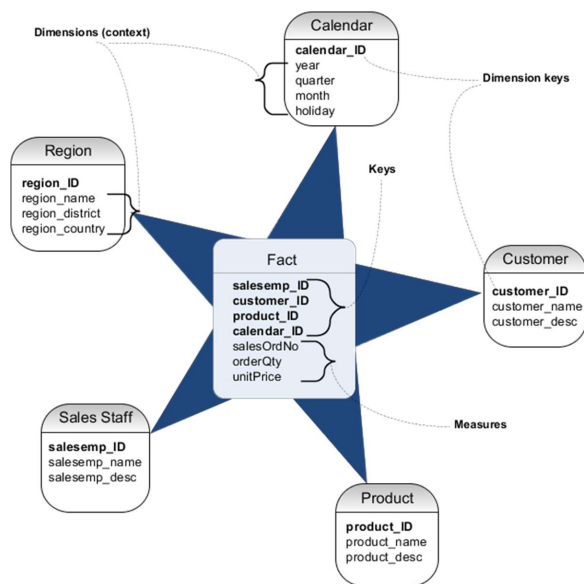 Calendar
calendar_ID
year
quarter
month
holiday
Dimensions (context)
Dimension keys
Region
region_ID
region_name
region_district
region_country
Keys
Fact
salesemp_ID
customer_ID
product_ID
calendar_ID
salesOrdNo
orderQty
unitPrice
Customer
customer_ID
customer_name
customer_desc
Sales Staff
salesemp_ID
salesemp_name
salesemp_desc
Measures
Product
product_ID
product_name
product_desc